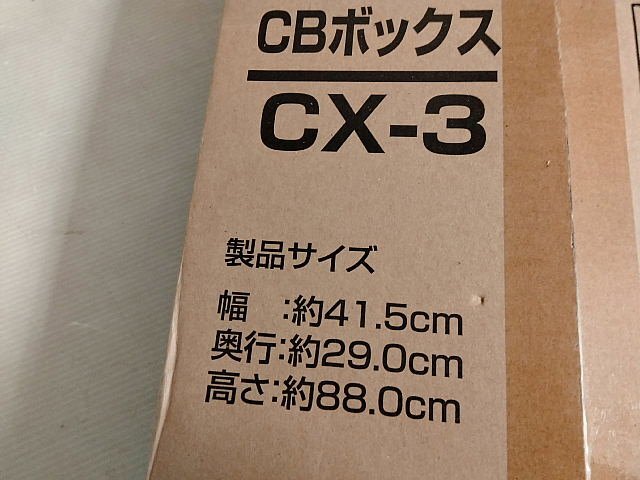 CBボックス
CX-3
製品サイズ
幅　:約41.5cm
奥行:約29.0cm
高さ:約88.0cm